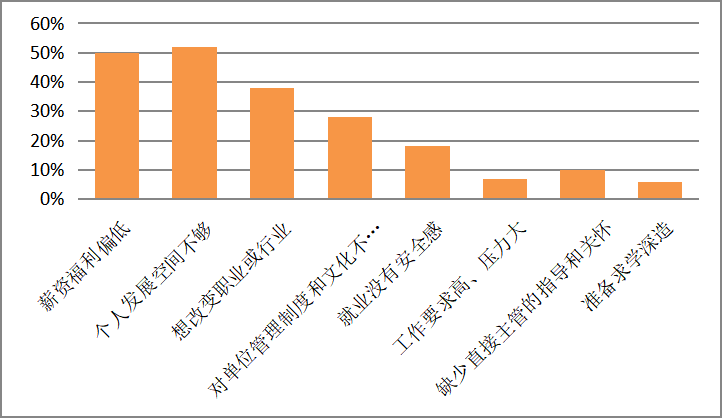 60%
50%
40%
30%
20%
10%
0%
薪资福利偏低
个人发展空间不够
想改变职业或行业
对单位管理制度和文化不…
就业没有安全感
工作要求高、压力大
缺少直接主管的指导和关怀
准备求学深造